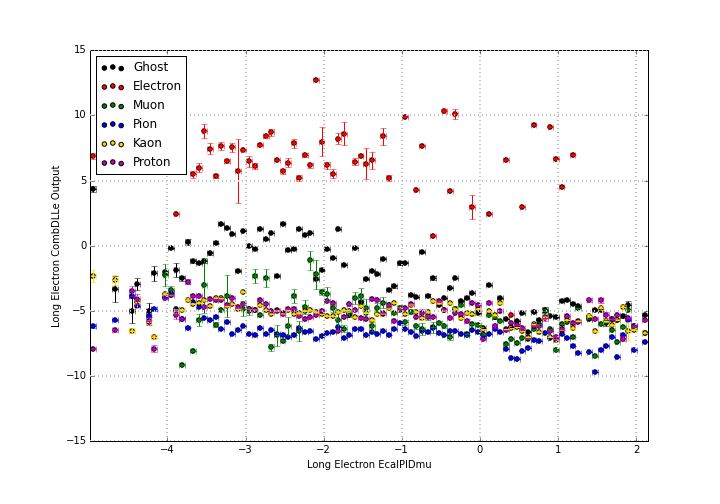 15
10
5
0
−5
−10
−15
Long Electron CombDLLe Output
Ghost
Electron
Muon
Pion
Kaon
Proton
−4 −3 −2 −1 0 1 2
Long Electron EcalPIDmu